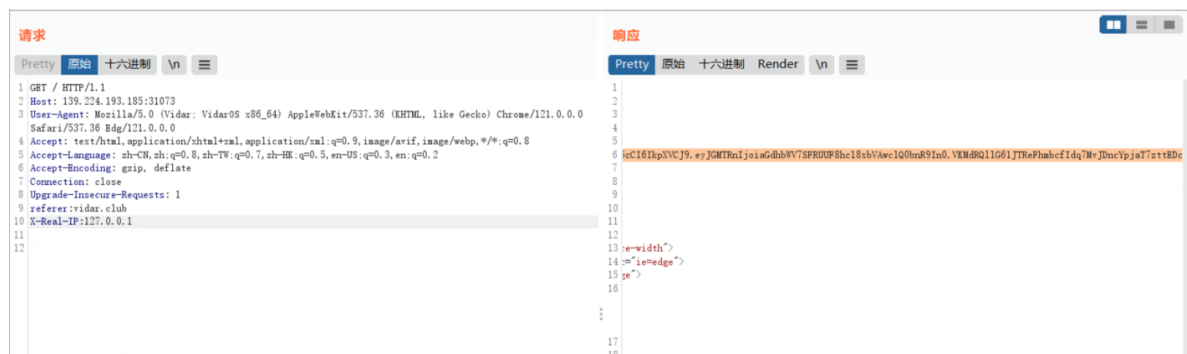 请求
Pretty 原始 十六进制 \n
1 GET / HTTP/1.1
2 Host: 139.224.193.185:31073
3 User-Agent: Mozilla/5.0 (Vidar; VidarOS x86_64) AppleWebKit/537.36 (KHTML, like Gecko) Chrome/121.0.0.0
Safari/537.36 Edg/121.0.0.0
4 Accept: text/html,application/xhtml+xml,application/xml;q=0.9,image/avif,image/webp,*/*;q=0.8
5 Accept-Language: zh-CN,zh;q=0.8,zh-TW;q=0.7,zh-HK;q=0.5,en-US;q=0.3,en;q=0.2
6 Accept-Encoding: gzip, deflate
7 Connection: close
8 Upgrade-Insecure-Requests: 1
9 referer:vidar.club
10 X-Real-IP:127.0.0.1
11
12
响应
Pretty 原始 十六进制 Render \n
1
2
3
4
5
6
7
8
9
10
11
12
13 :e-width">
14 :="ie=edge">
15 ge">
16
17
18